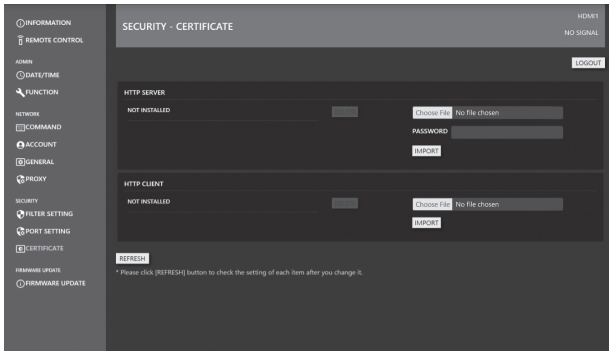 INFORMATION
REMOTE CONTROL
ADMIN
DATE/TIME
FUNCTION
NETWORK
COMMAND
ACCOUNT
GENERAL
PROXY
SECURITY
FILTER SETTING
PORT SETTING
CERTIFICATE
FIRMWARE UPDATE
FIRMWARE UPDATE
SECURITY - CERTIFICATE
HDMI1
NO SIGNAL
LOGOUT
HTTP SERVER
NOT INSTALLED
Choose File No file chosen
PASSWORD
IMPORT
HTTP CLIENT
NOT INSTALLED
Choose File No file chosen
IMPORT
REFRESH
* Please click [REFRESH] button to check the setting of each item after you change it.